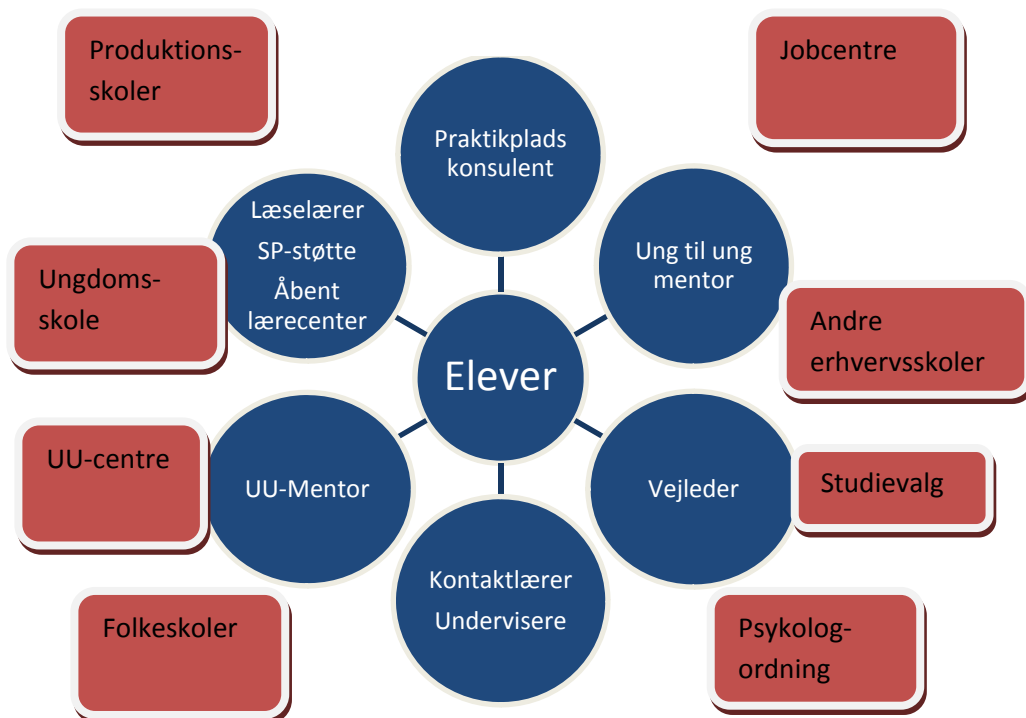 Produktions-
skoler
Jobcentre
Praktikplads
konsulent
Læselærer
SP-støtte
Åbent
lærecenter
Ung til ung
mentor
Ungdoms-
skole
Andre
erhvervsskoler
Elever
UU-centre
UU-Mentor
Vejleder
Studievalg
Kontaktlærer
Undervisere
Folkeskoler
Psykolog-
ordning